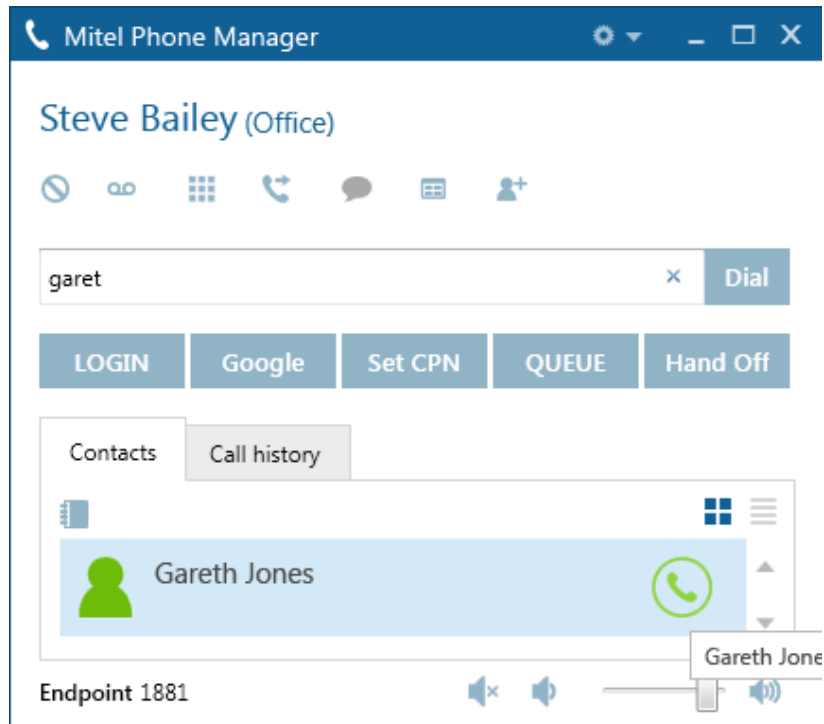 Mitel Phone Manager
Steve Bailey (Office)
garet
Dial
LOGIN Google Set CPN QUEUE Hand Off
Contacts Call history
Gareth Jones
Gareth Jone
Endpoint 1881